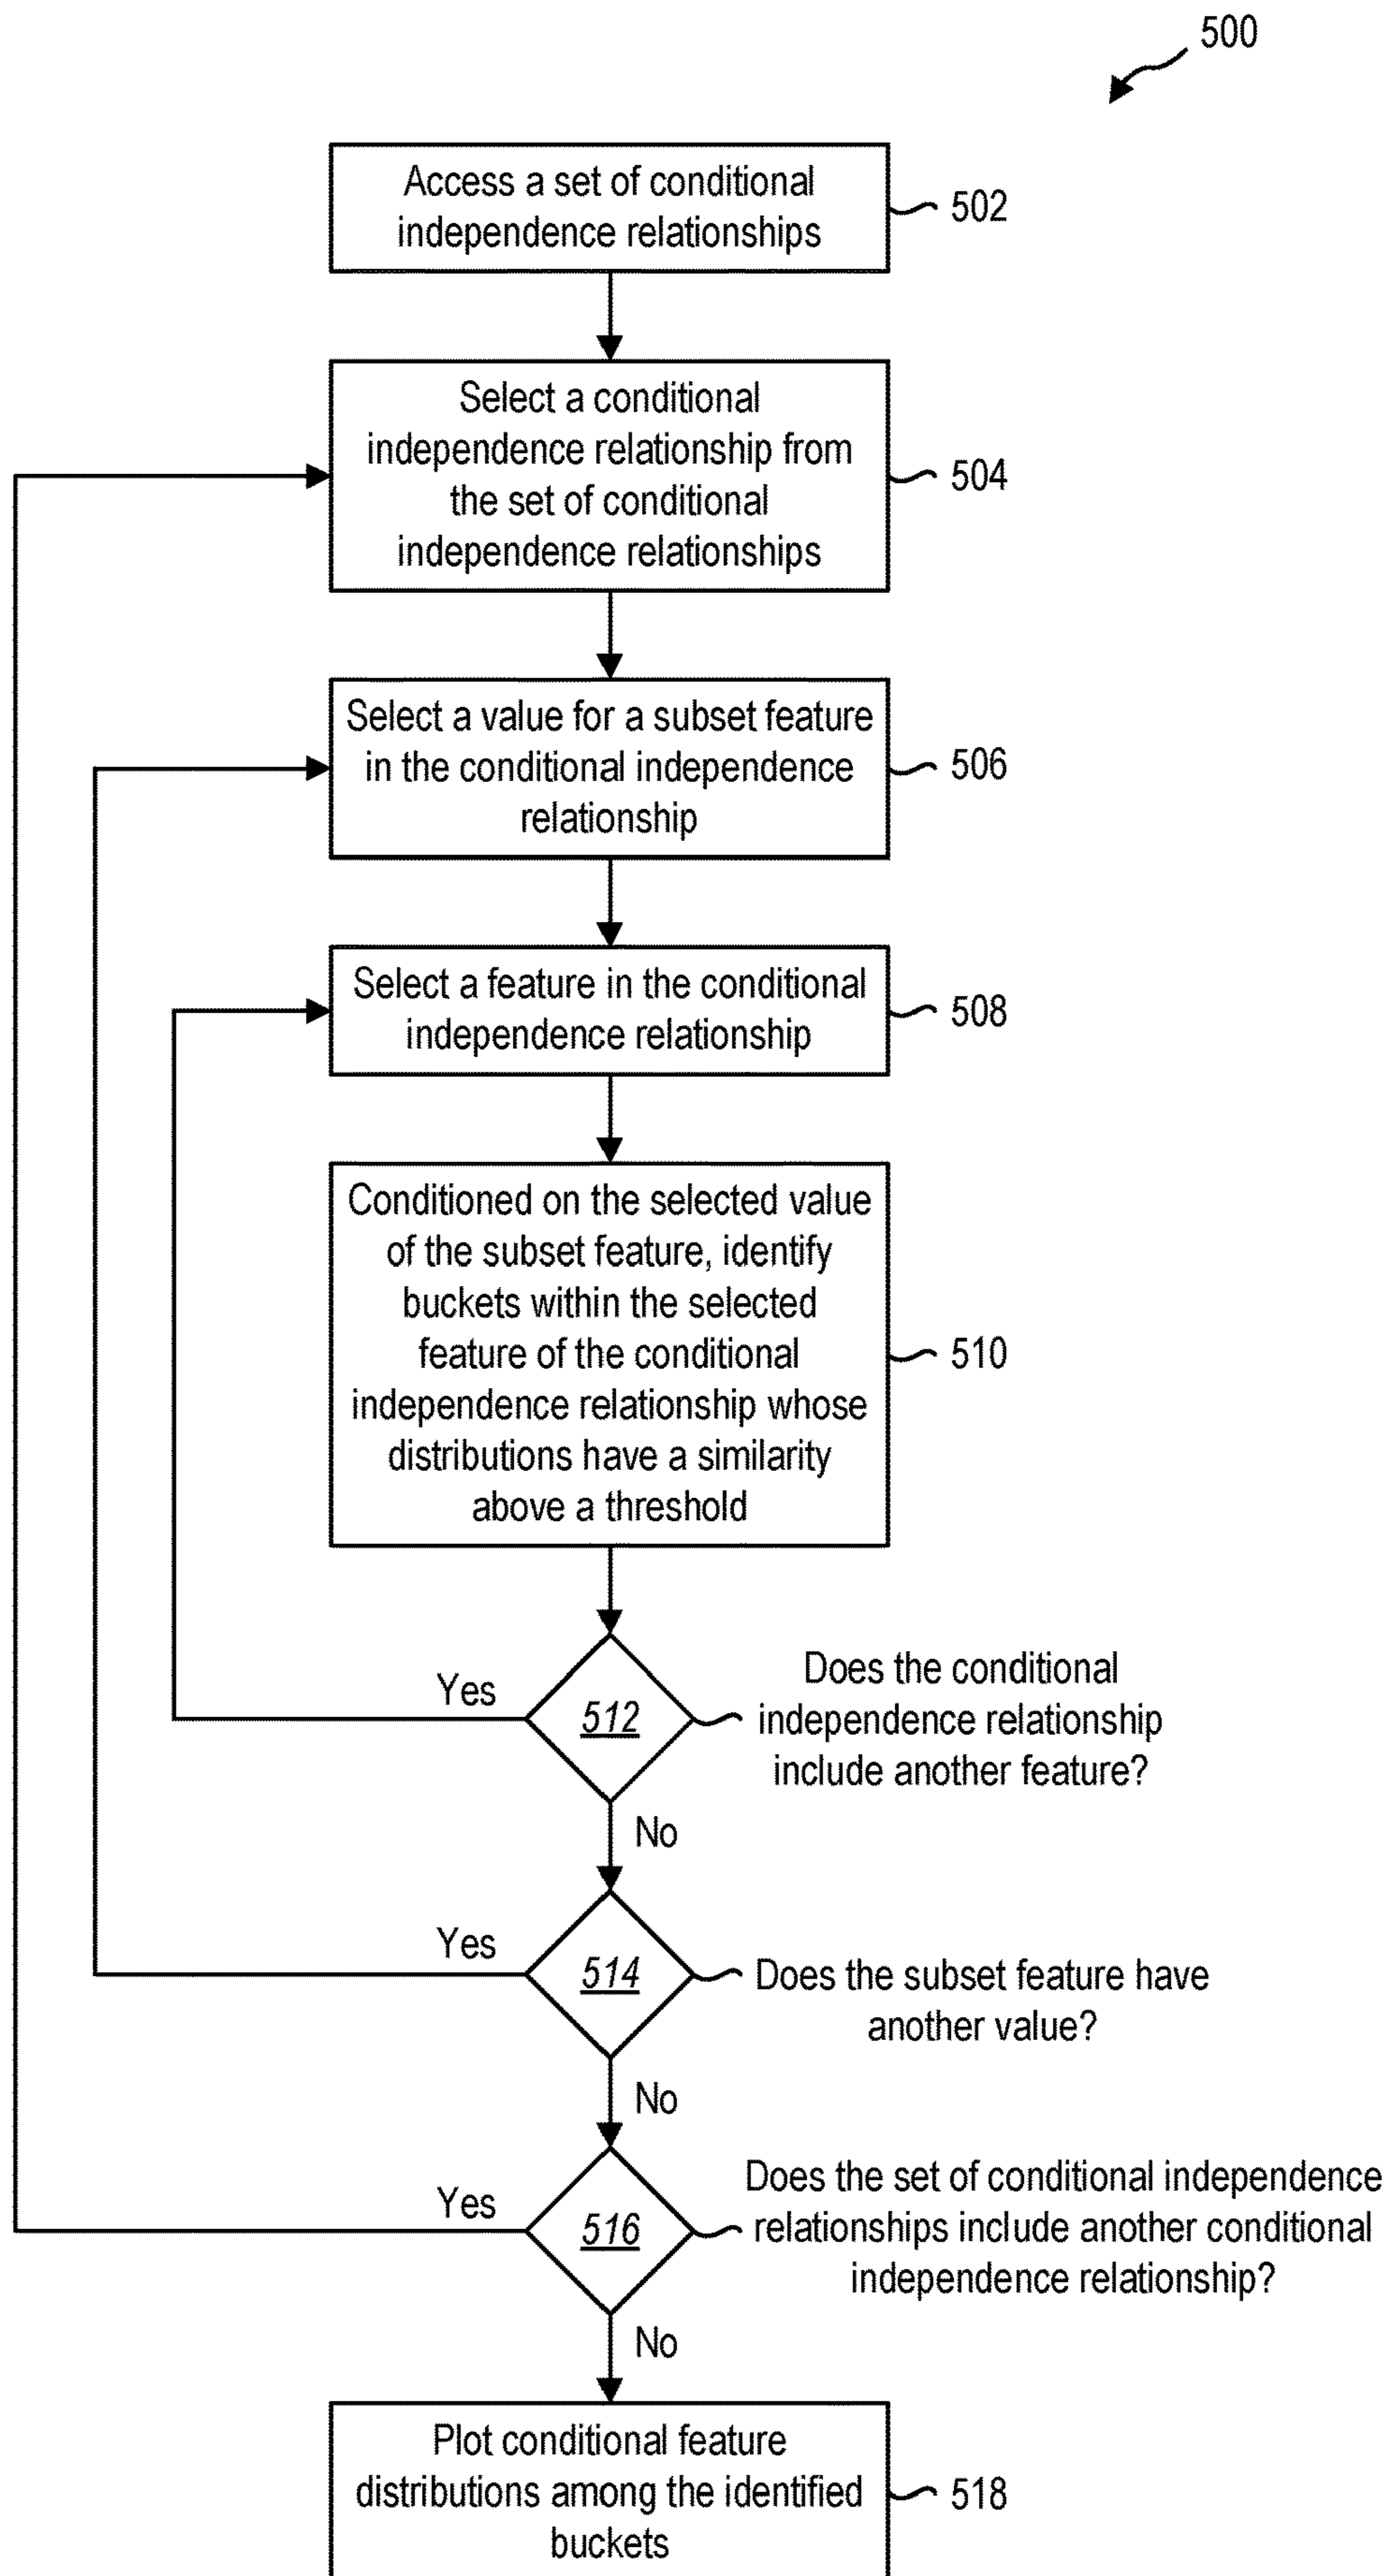 500
Access a set of conditional
independence relationships
502
Select a conditional
independence relationship from
the set of conditional
independence relationships
504
Select a value for a subset feature
in the conditional independence
relationship
506
Select a feature in the conditional
independence relationship
508
Conditioned on the selected value
of the subset feature, identify
buckets within the selected
feature of the conditional
independence relationship whose
distributions have a similarity
above a threshold
510
Yes
512
Does the conditional
independence relationship
include another feature?
No
Yes
514
Does the subset feature have
another value?
No
Yes
516
Does the set of conditional independence
relationships include another conditional
independence relationship?
No
Plot conditional feature
distributions among the identified
buckets
518